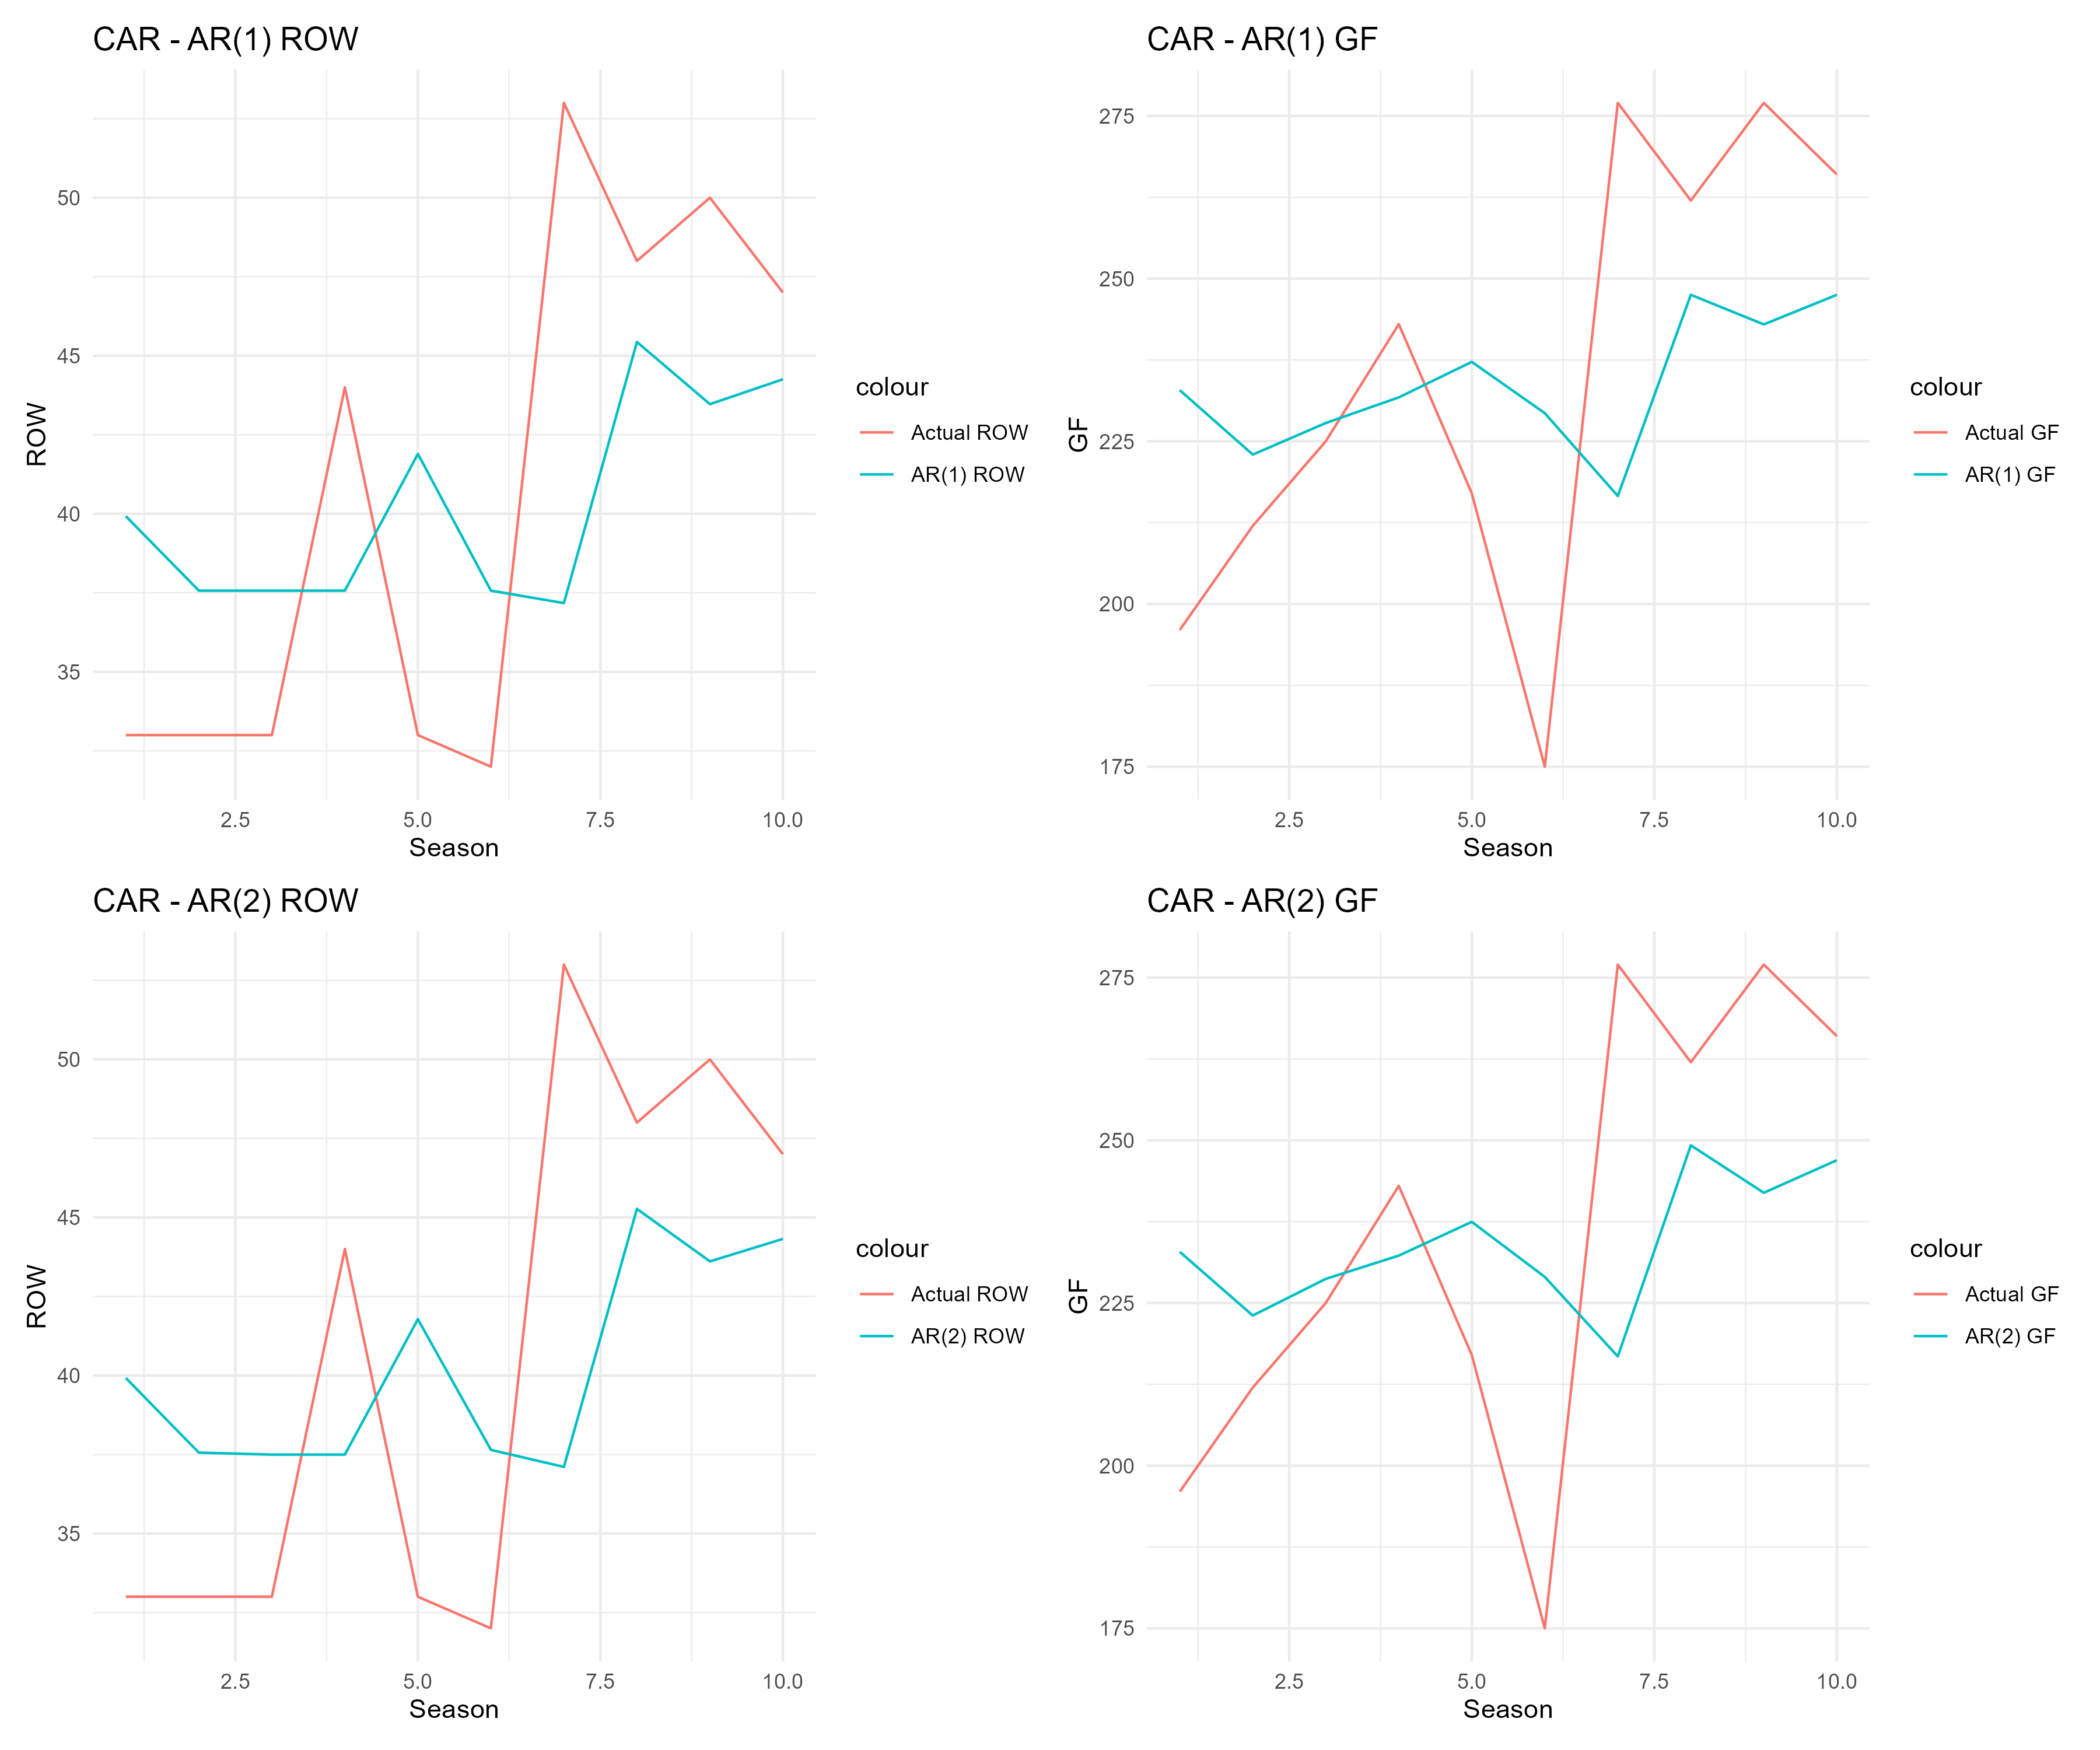 CAR - AR(1) ROW
ROW
50
45
40
35
2.5 5.0 7.5 10.0
Season
colour
Actual ROW
AR(1) ROW
CAR - AR(1) GF
GF
275
250
225
200
175
2.5 5.0 7.5 10.0
Season
colour
Actual GF
AR(1) GF
CAR - AR(2) ROW
ROW
50
45
40
35
2.5 5.0 7.5 10.0
Season
colour
Actual ROW
AR(2) ROW
CAR - AR(2) GF
GF
275
250
225
200
175
2.5 5.0 7.5 10.0
Season
colour
Actual GF
AR(2) GF